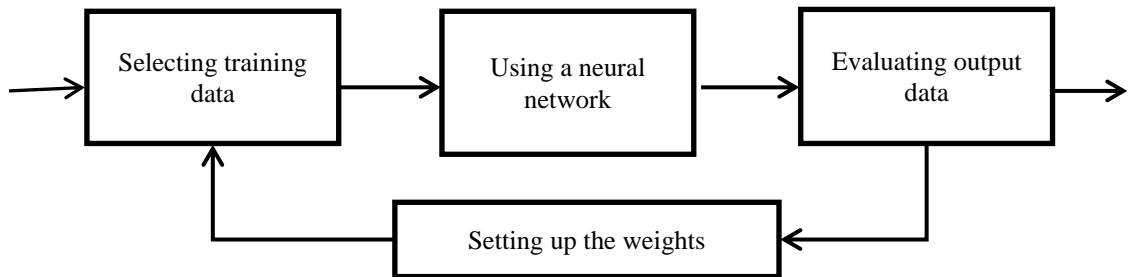 Selecting training
data
Using a neural
network
Evaluating output
data
Setting up the weights